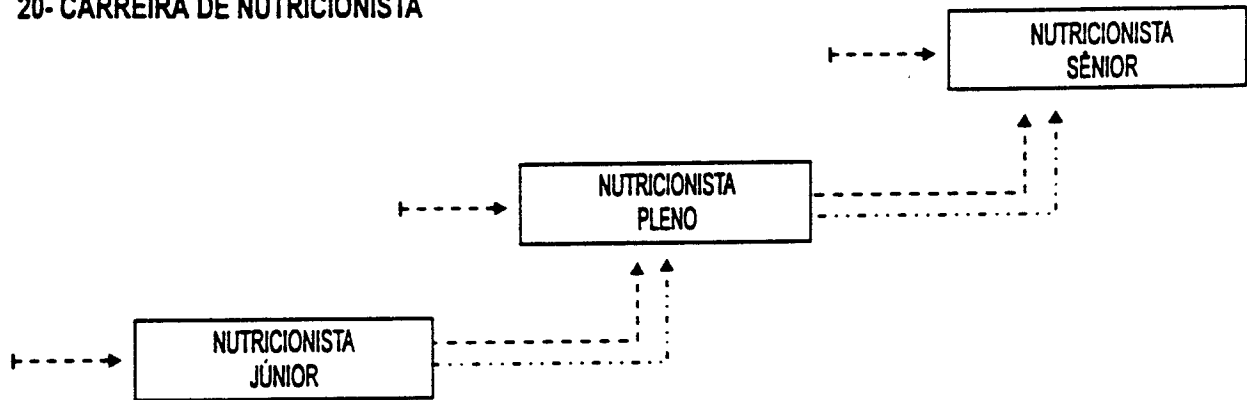 20- CARREIRA DE NUTRICIONISTA
NUTRICIONISTA
SÊNIOR
NUTRICIONISTA
PLENO
NUTRICIONISTA
JÚNIOR